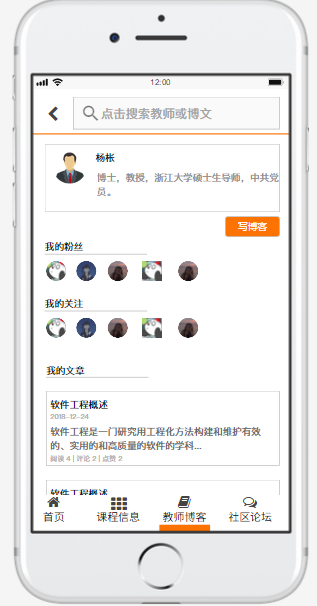 12:00
点击搜索教师或博文
杨枨
博士，教授，浙江大学硕士生导师，中共党
员。
写博客
我的粉丝
我的关注
我的文章
软件工程概述
2018-12-24
软件工程是一门研究用工程化方法构建和维护有效
的、实用的和高质量的软件的学科...
阅读 4 | 评论 2 | 点赞 2
软件工程概述
首页
课程信息
教师博客
社区论坛